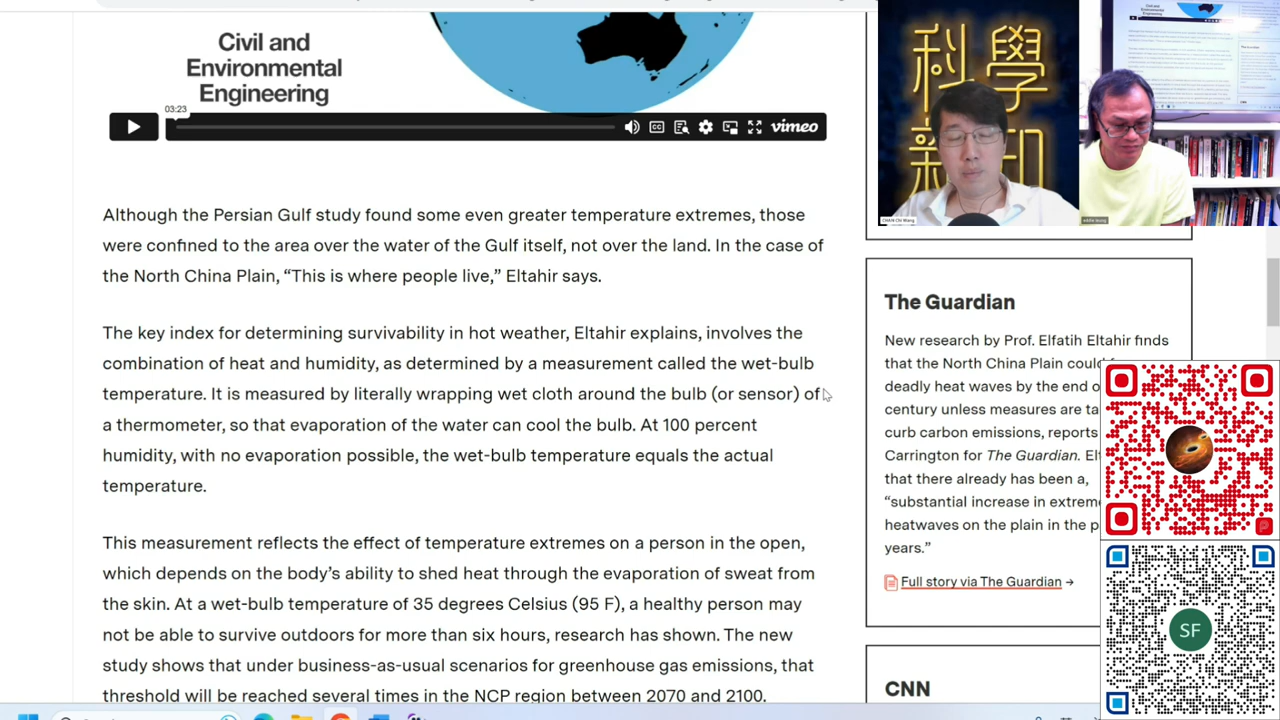 Civil and
Environmental
Engineering
03:23
CC
vimeo
Although the Persian Gulf study found some even greater temperature extremes, those
were confined to the area over the water of the Gulf itself, not over the land. In the case of
the North China Plain, “This is where people live,” Eltahir says.
The key index for determining survivability in hot weather, Eltahir explains, involves the
combination of heat and humidity, as determined by a measurement called the wet-bulb
temperature. It is measured by literally wrapping wet cloth around the bulb (or sensor) of
a thermometer, so that evaporation of the water can cool the bulb. At 100 percent
humidity, with no evaporation possible, the wet-bulb temperature equals the actual
temperature.
This measurement reflects the effect of temperature extremes on a person in the open,
which depends on the body’s ability to shed heat through the evaporation of sweat from
the skin. At a wet-bulb temperature of 35 degrees Celsius (95 F), a healthy person may
not be able to survive outdoors for more than six hours, research has shown. The new
study shows that under business-as-usual scenarios for greenhouse gas emissions, that
threshold will be reached several times in the NCP region between 2070 and 2100.
科學
新印
The Guardian
New research by Prof. Elfatih Eltahir finds
that the North China Plain could
deadly heat waves by the end o
century unless measures are ta
curb carbon emissions, reports
Carrington for The Guardian. El
that there already has been a,
“substantial increase in extreme
heatwaves on the plain in the p
years.”
Full story via The Guardian →
CNN
SF